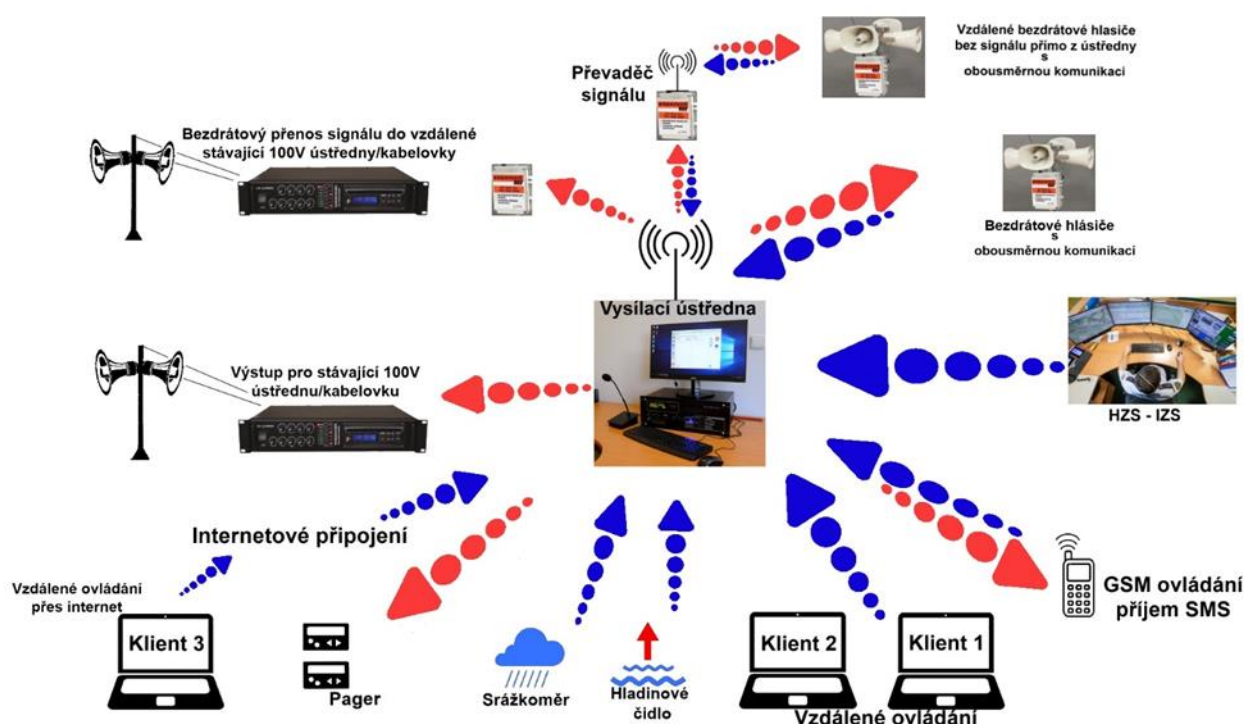 Vzdálené bezdrátové hlasiče
bez signálu přímo z ústředny
s
obousměrnou komunikaci
Převaděč
signálu
Bezdrátový přenos signálu do vzdálené
stávající 100V ústředny/kabelovky
Bezdrátové hlásiče
s
obousměrnou komunikaci
Vysílací ústředna
Výstup pro stávající 100V
ústřednu/kabelovku
HZS - IZS
Internetové připojení
Vzdálené ovládání
přes internet
GSM ovládání
příjem SMS
Klient 3
Pager
Srážkoměr
Hladinové
čidlo
Klient 2
Klient 1
Vzdálené ovládání